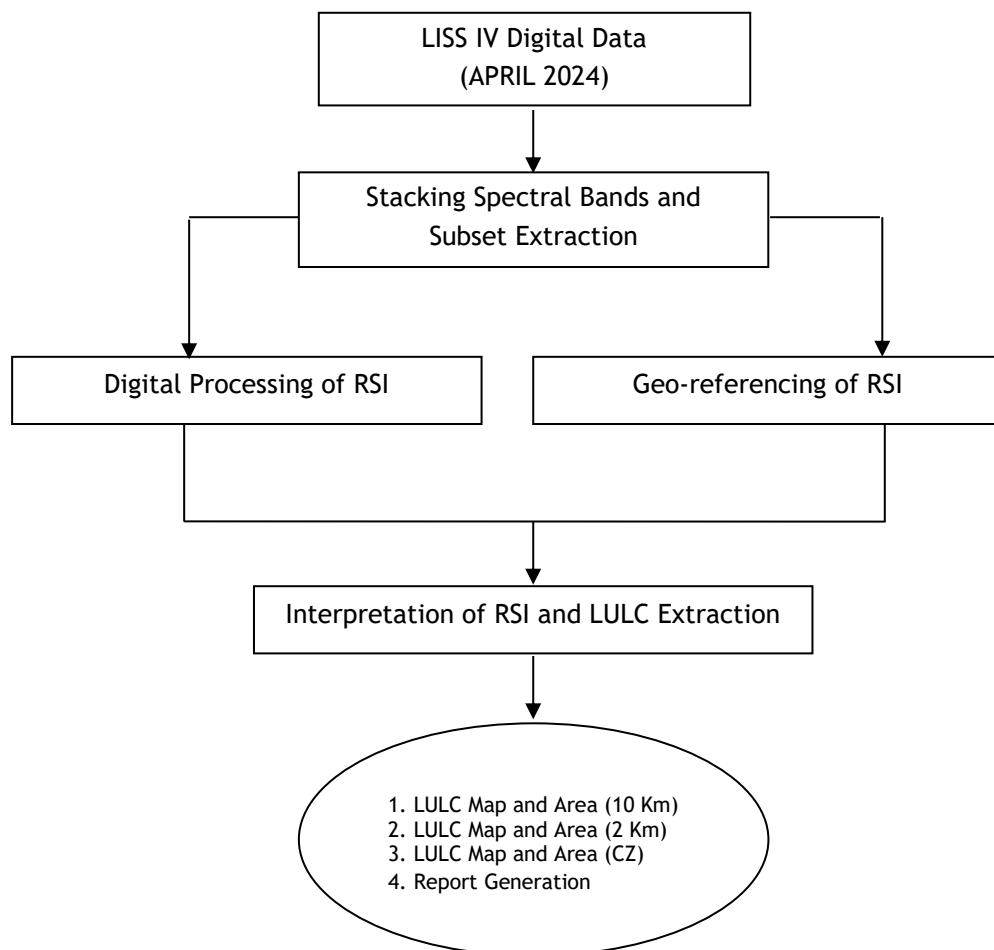 LISS IV Digital Data
(APRIL 2024)
Stacking Spectral Bands and
Subset Extraction
Digital Processing of RSI
Geo-referencing of RSI
Interpretation of RSI and LULC Extraction
1. LULC Map and Area (10 Km)
2. LULC Map and Area (2 Km)
3. LULC Map and Area (CZ)
4. Report Generation